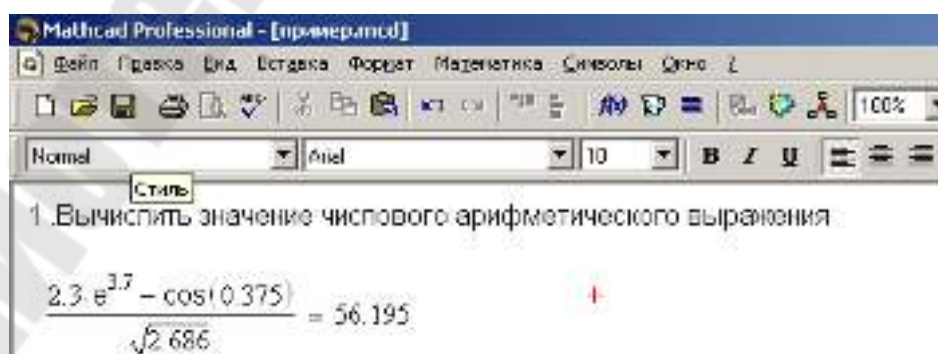 Mathcad Professional - [пример.mcd]
Файл Правка Вид Вставка Формат Математика Символы Окно ?
100%
Normal Arial 10 B I U
Стиль
1.Вычислить значение числового арифметического выражения
2.3·e^3.7 − cos(0.375)
= 56.195
√2.686